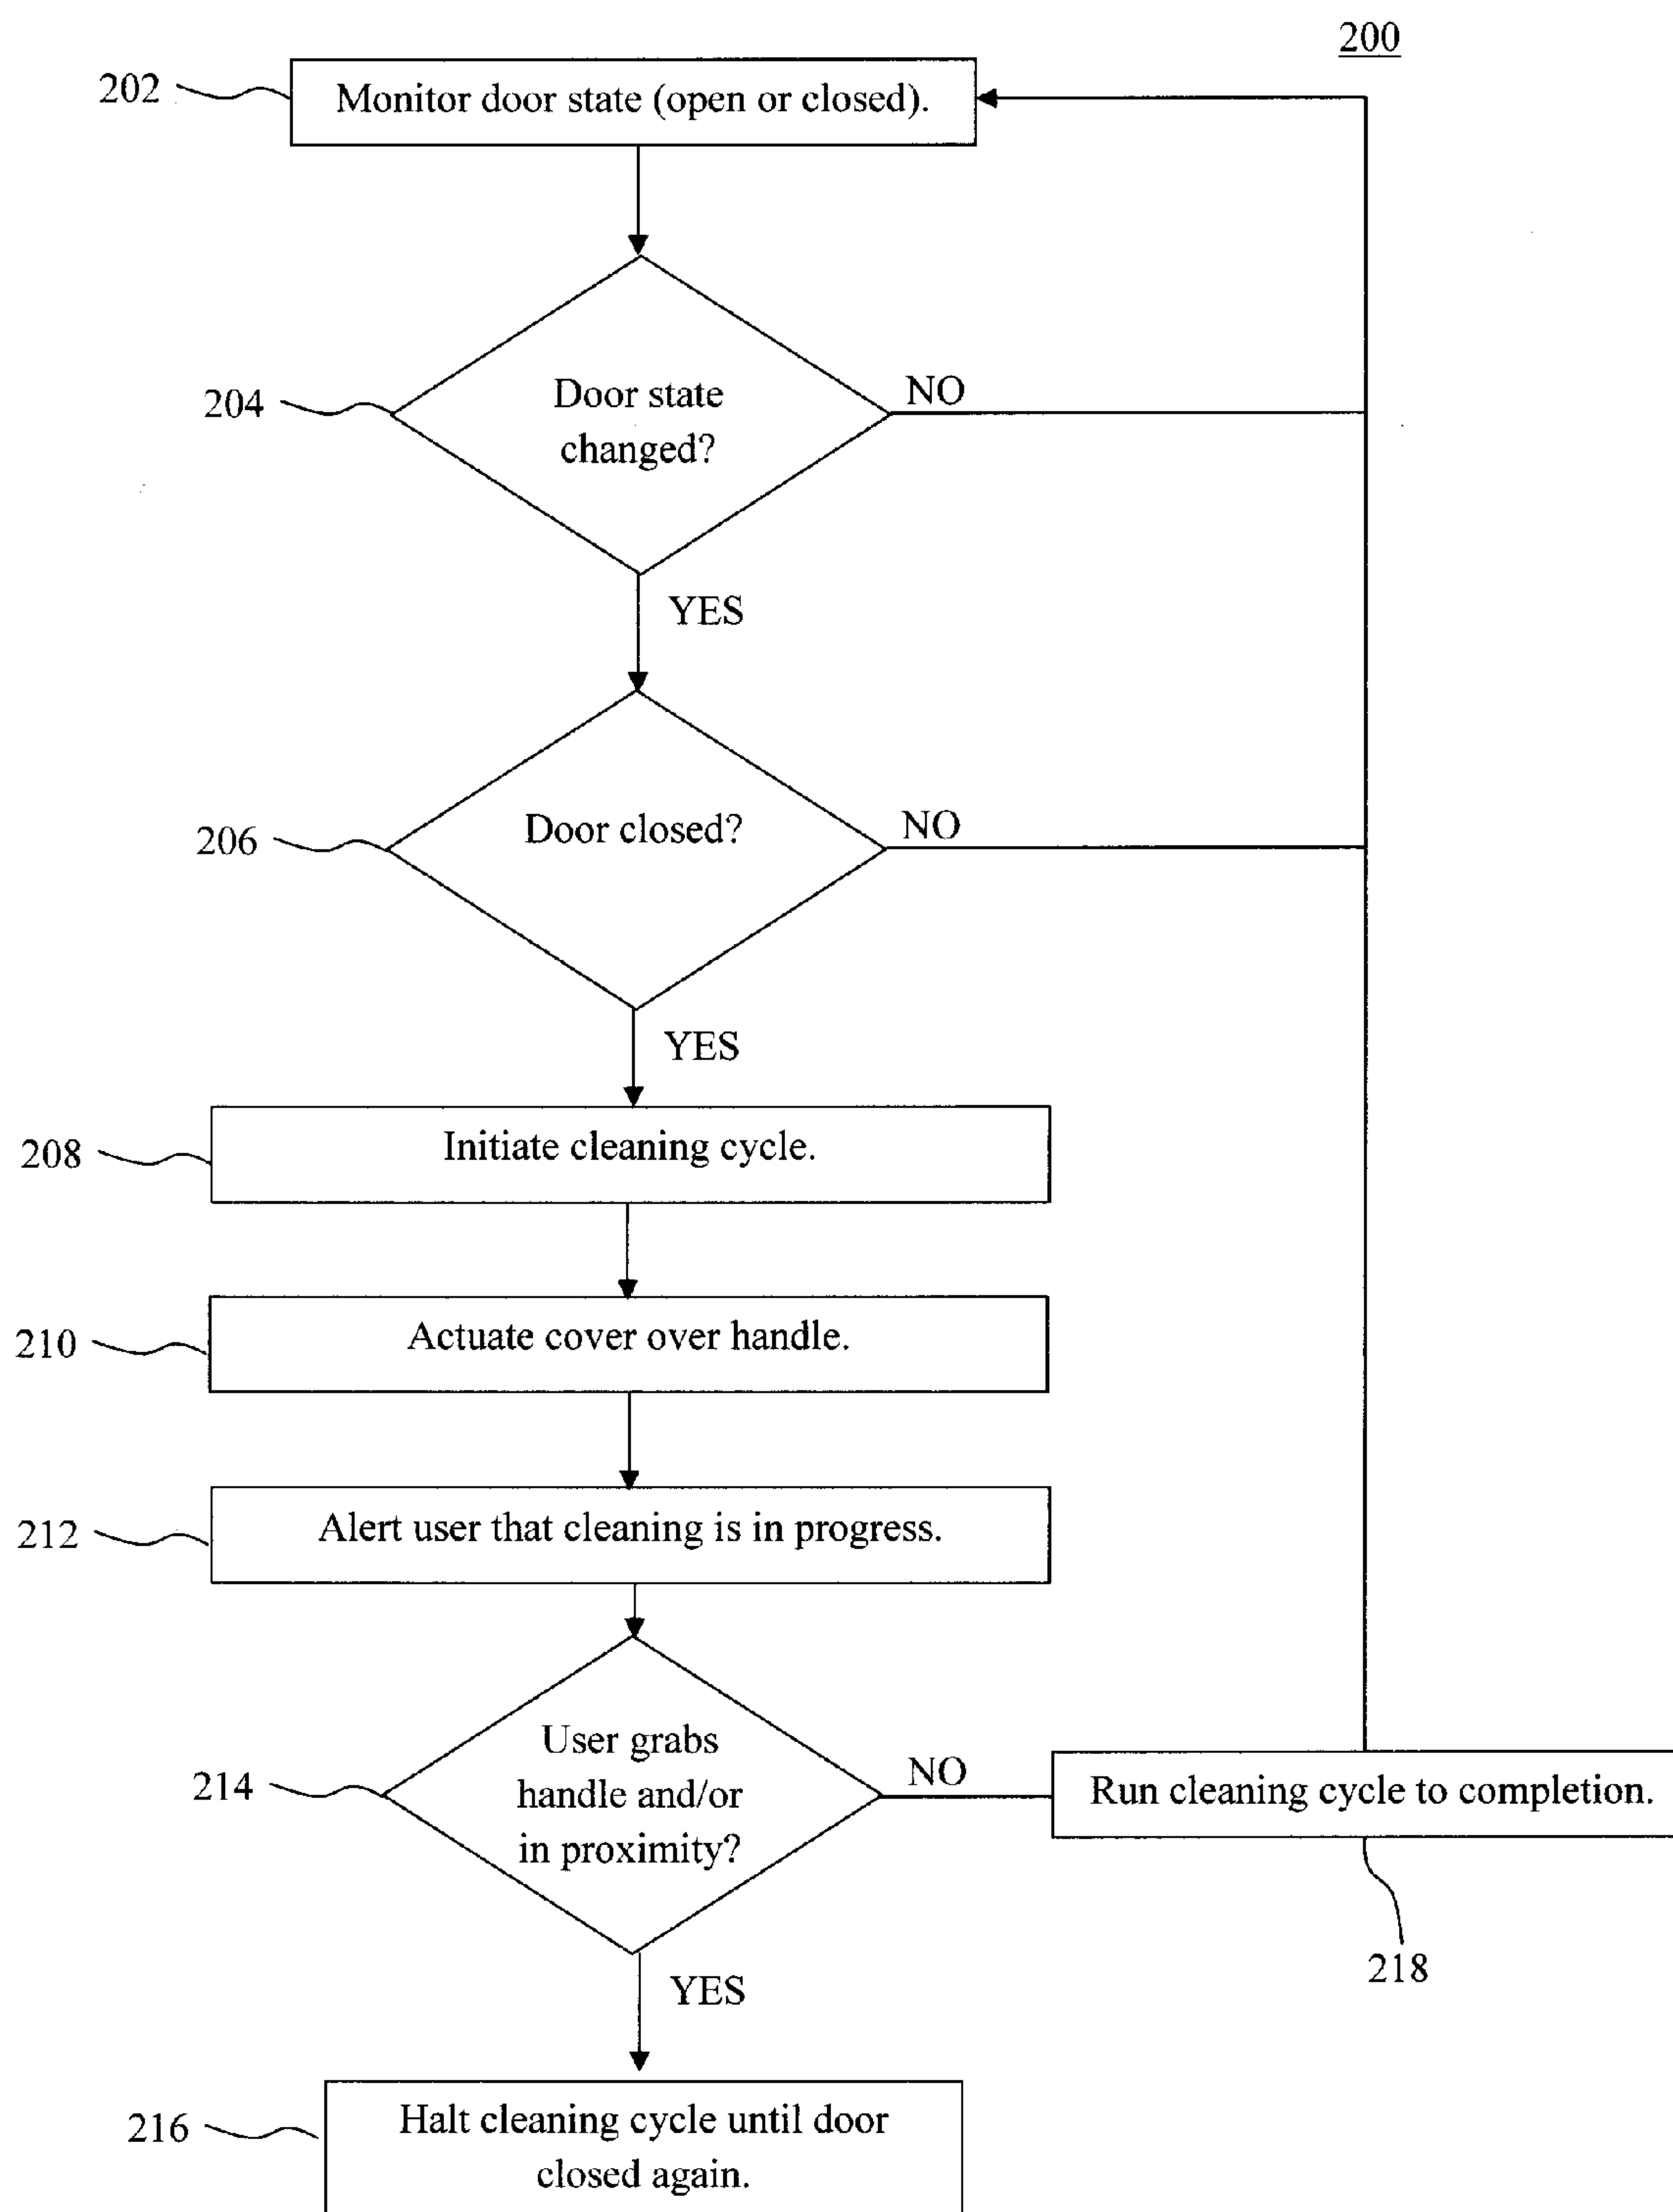 200
202
Monitor door state (open or closed).
204
Door state
changed?
NO
YES
206
Door closed?
NO
YES
208
Initiate cleaning cycle.
210
Actuate cover over handle.
212
Alert user that cleaning is in progress.
214
User grabs
handle and/or
in proximity?
NO
Run cleaning cycle to completion.
218
YES
216
Halt cleaning cycle until door
closed again.